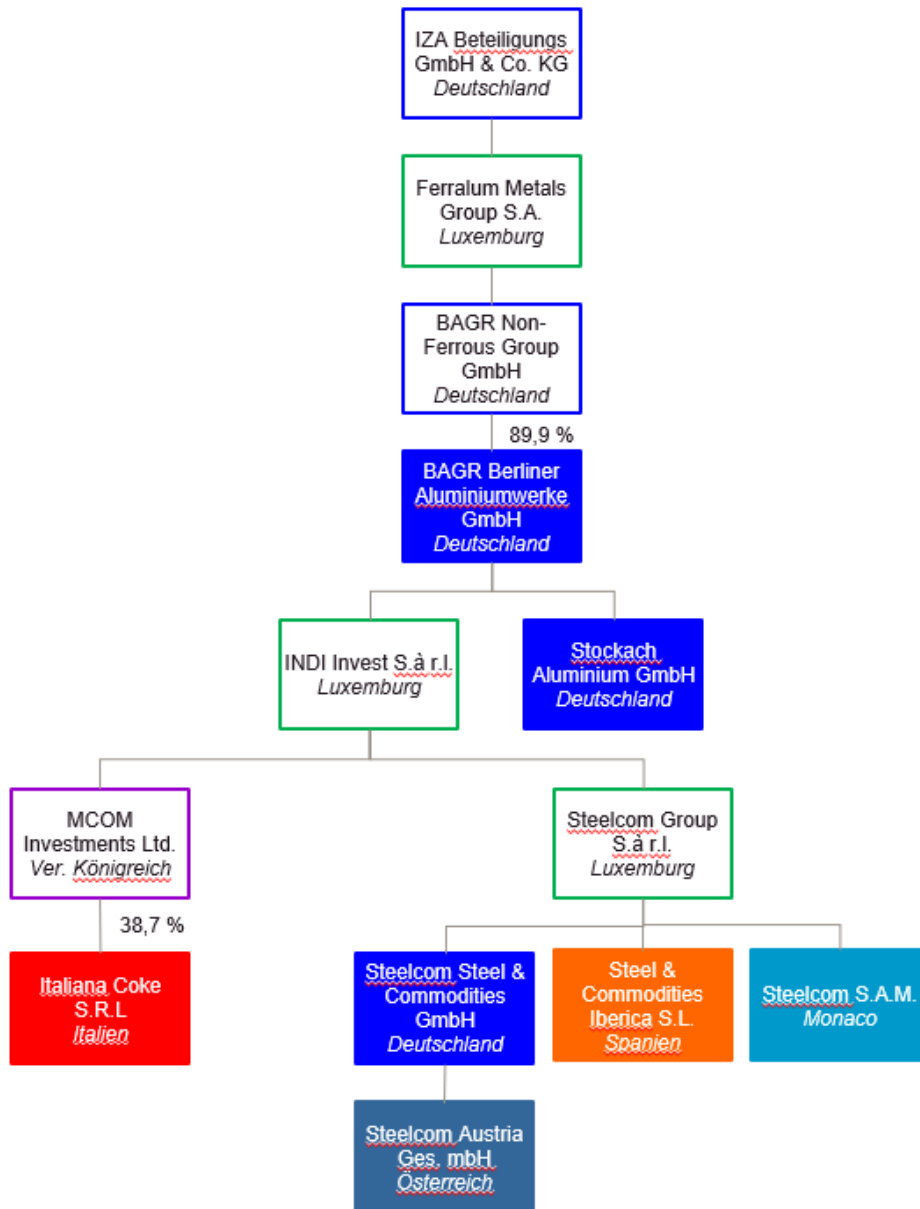 IZA Beteiligungs
GmbH & Co. KG
Deutschland
Ferralum Metals
Group S.A.
Luxemburg
BAGR Non-
Ferrous Group
GmbH
Deutschland
89,9 %
BAGR Berliner
Aluminiumwerke
GmbH
Deutschland
INDI Invest S.à r.l.
Luxemburg
Stockach
Aluminium GmbH
Deutschland
MCOM
Investments Ltd.
Ver. Königreich
Steelcom Group
S.à r.l.
Luxemburg
38,7 %
Italiana Coke
S.R.L
Italien
Steelcom Steel &
Commodities
GmbH
Deutschland
Steel &
Commodities
Iberica S.L.
Spanien
Steelcom S.A.M.
Monaco
Steelcom Austria
Ges. mbH
Österreich